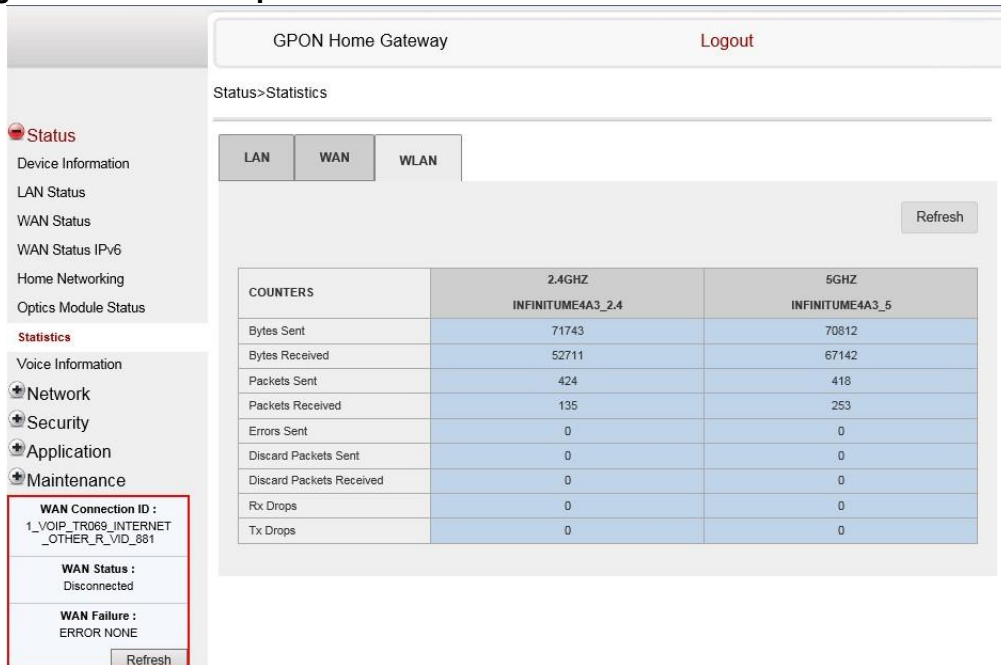 GPON Home Gateway Logout
Status>Statistics
Status
Device Information
LAN Status
WAN Status
WAN Status IPv6
Home Networking
Optics Module Status
Statistics
Voice Information
Network
Security
Application
Maintenance
WAN Connection ID :
1_VOIP_TR069_INTERNET
_OTHER_R_VID_881
WAN Status :
Disconnected
WAN Failure :
ERROR NONE
Refresh
LAN WAN WLAN
Refresh
COUNTERS 2.4GHZ 5GHZ
INFINITUME4A3_2.4 INFINITUME4A3_5
Bytes Sent 71743 70812
Bytes Received 52711 67142
Packets Sent 424 418
Packets Received 135 253
Errors Sent 0 0
Discard Packets Sent 0 0
Discard Packets Received 0 0
Rx Drops 0 0
Tx Drops 0 0